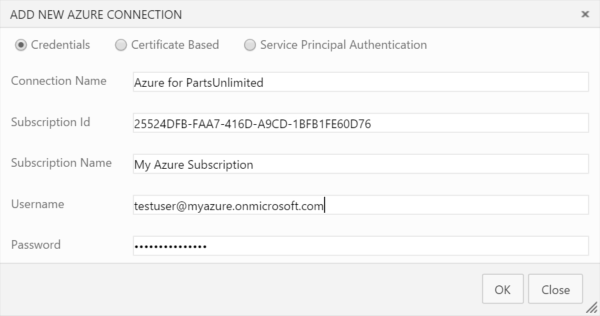 ADD NEW AZURE CONNECTION
Credentials Certificate Based Service Principal Authentication
Connection Name Azure for PartsUnlimited
Subscription Id 25524DFB-FAA7-416D-A9CD-1BFB1FE60D76
Subscription Name My Azure Subscription
Username testuser@myazure.onmicrosoft.com
Password •••••••••••••••
OK Close